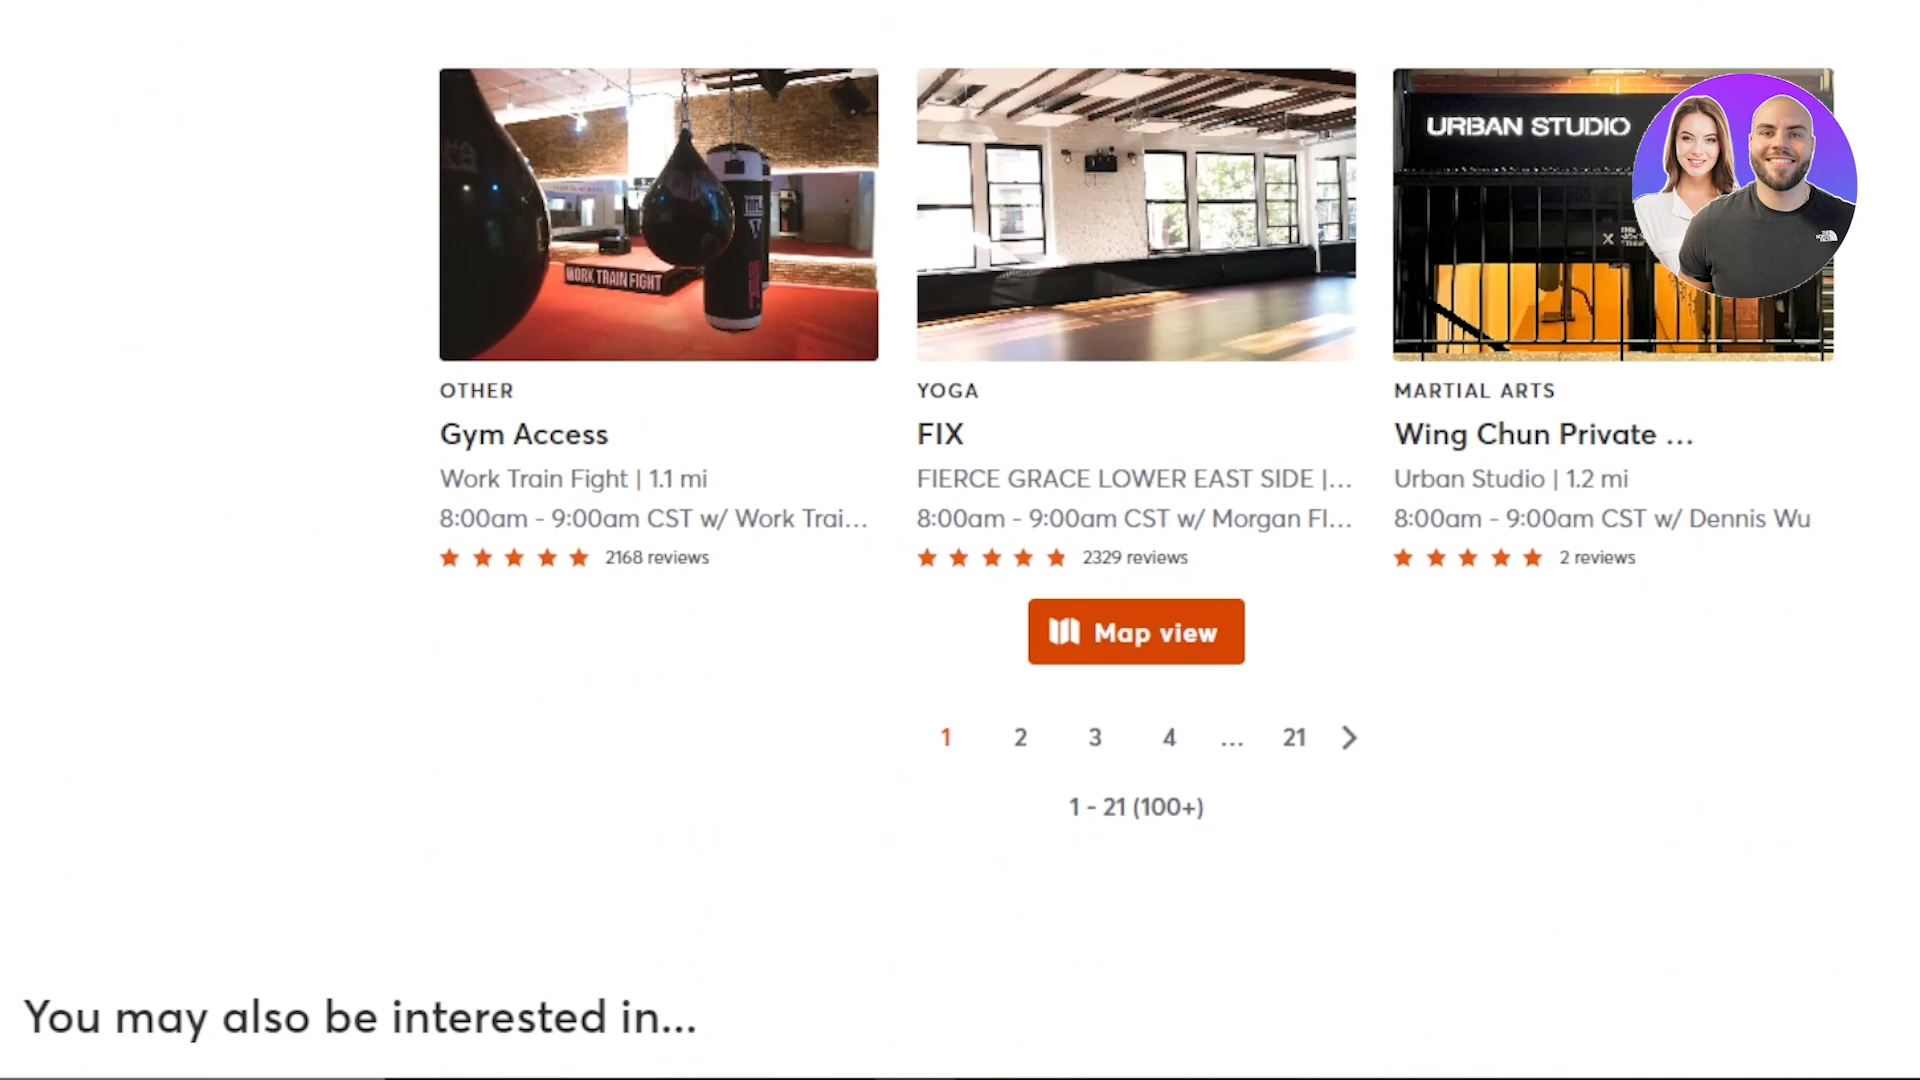 WORK TRAIN FIGHT
URBAN STUDIO
OTHER
Gym Access
Work Train Fight | 1.1 mi
8:00am - 9:00am CST w/ Work Trai...
2168 reviews
YOGA
FIX
FIERCE GRACE LOWER EAST SIDE |...
8:00am - 9:00am CST w/ Morgan Fl...
2329 reviews
MARTIAL ARTS
Wing Chun Private ...
Urban Studio | 1.2 mi
8:00am - 9:00am CST w/ Dennis Wu
2 reviews
Map view
1 2 3 4 ... 21
1 - 21 (100+)
You may also be interested in...